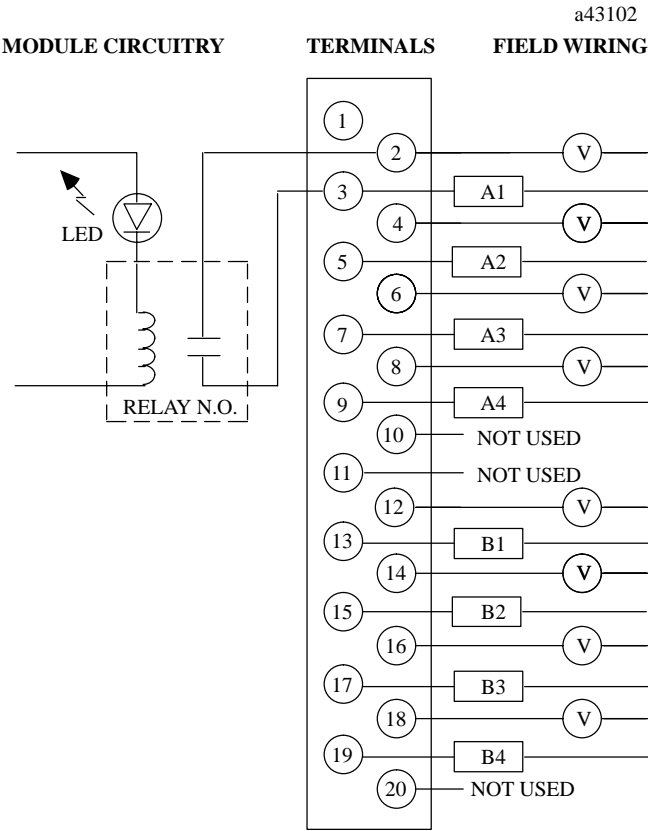 a43102
MODULE CIRCUITRY TERMINALS FIELD WIRING
1
2 V
3 A1
4 V
LED
5 A2
6 V
7 A3
8 V
9 A4
RELAY N.O.
10 NOT USED
11 NOT USED
12 V
13 B1
14 V
15 B2
16 V
17 B3
18 V
19 B4
20 NOT USED